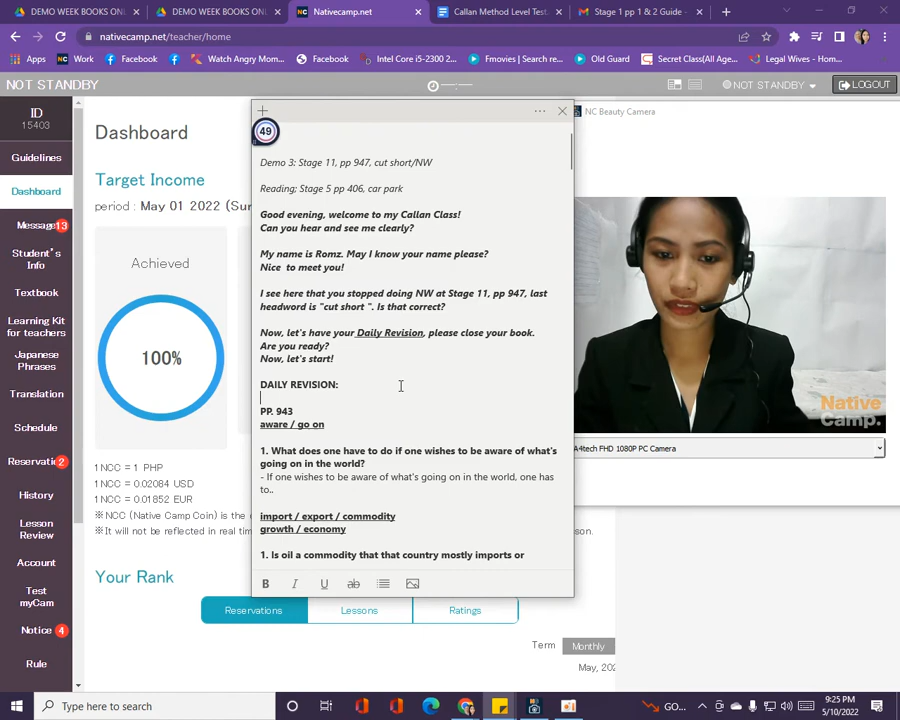 DEMO WEEK BOOKS ONL
DEMO WEEK BOOKS ONL
Nativecamp.net
Callan Method Level Test.
Stage 1 pp 1 & 2 Guide -
nativecamp.net/teacher/home
Apps
Work
Facebook
Watch Angry Mom...
Facebook
Intel Core i5-2300 2...
Fmovies | Search re...
Old Guard
Secret Class(All Age...
Legal Wives - Hom...
NOT STANDBY
NOT STANDBY
LOGOUT
ID
15403
Guidelines
Dashboard
Message
13
Student's
Info
Textbook
Learning Kit
for teachers
Japanese
Phrases
Translation
Schedule
Reservatio
2
History
Lesson
Review
Account
Test
myCam
Notice
4
Rule
Dashboard
Target Income
period : May 01 2022 (Sun
Achieved
100%
1 NCC = 1 PHP
1 NCC = 0.02084 USD
1 NCC = 0.01852 EUR
※NCC (Native Camp Coin) is the c
※It will not be reflected in real tim
son.
Your Rank
Reservations
Lessons
Ratings
Term
Monthly
May, 202
49
Demo 3: Stage 11, pp 947, cut short/NW
Reading; Stage 5 pp 406, car park
Good evening, welcome to my Callan Class!
Can you hear and see me clearly?
My name is Romz. May I know your name please?
Nice to meet you!
I see here that you stopped doing NW at Stage 11, pp 947, last
headword is "cut short ". Is that correct?
Now, let's have your Daily Revision, please close your book.
Are you ready?
Now, let's start!
DAILY REVISION:
PP. 943
aware / go on
1. What does one have to do if one wishes to be aware of what's
going on in the world?
- If one wishes to be aware of what's going on in the world, one has
to..
import / export / commodity
growth / economy
1. Is oil a commodity that that country mostly imports or
B I U ab
NC Beauty Camera
Native
Camp.
A4tech FHD 1080P PC Camera
Type here to search
GO...
9:25 PM
5/10/2022